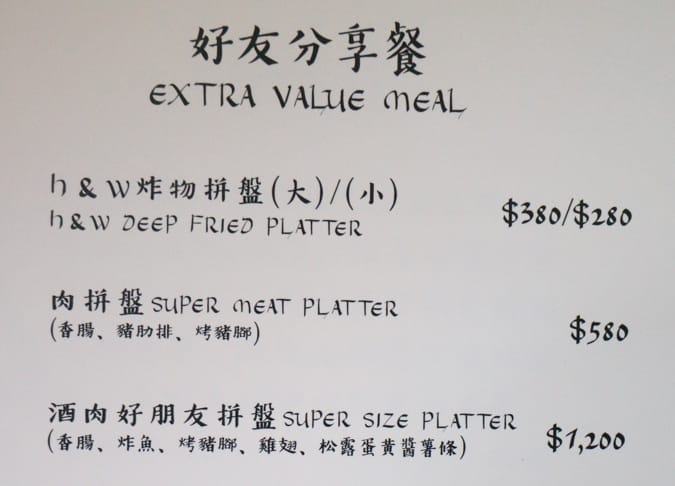 好友分享餐
EXTRA VALUE MEAL
h&w炸物拼盤(大)/(小)
h&w DEEP FRIED PLATTER
$380/$280
肉拼盤SUPER MEAT PLATTER
(香腸、豬肋排、烤豬腳)
$580
酒肉好朋友拼盤SUPER SIZE PLATTER
(香腸、炸魚、烤豬腳、雞翅、松露蛋黃醬薯條)
$1,200